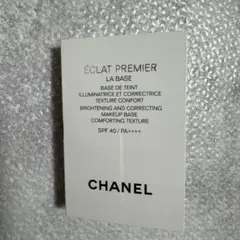 ÉCLAT PREMIER
LA BASE
BASE DE TEINT
ILLUMINATRICE ET CORRECTRICE
TEXTURE CONFORT
BRIGHTENING AND CORRECTING
MAKEUP BASE
COMFORTING TEXTURE
SPF 40 / PA++++
CHANEL